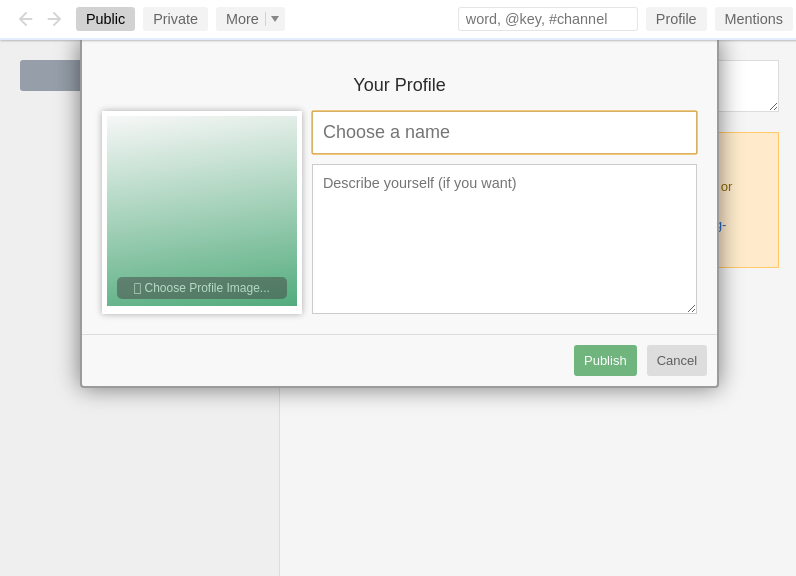 Public Private More word, @key, #channel Profile Mentions
Your Profile
Choose a name
Describe yourself (if you want)
or
g-
Choose Profile Image...
Publish Cancel